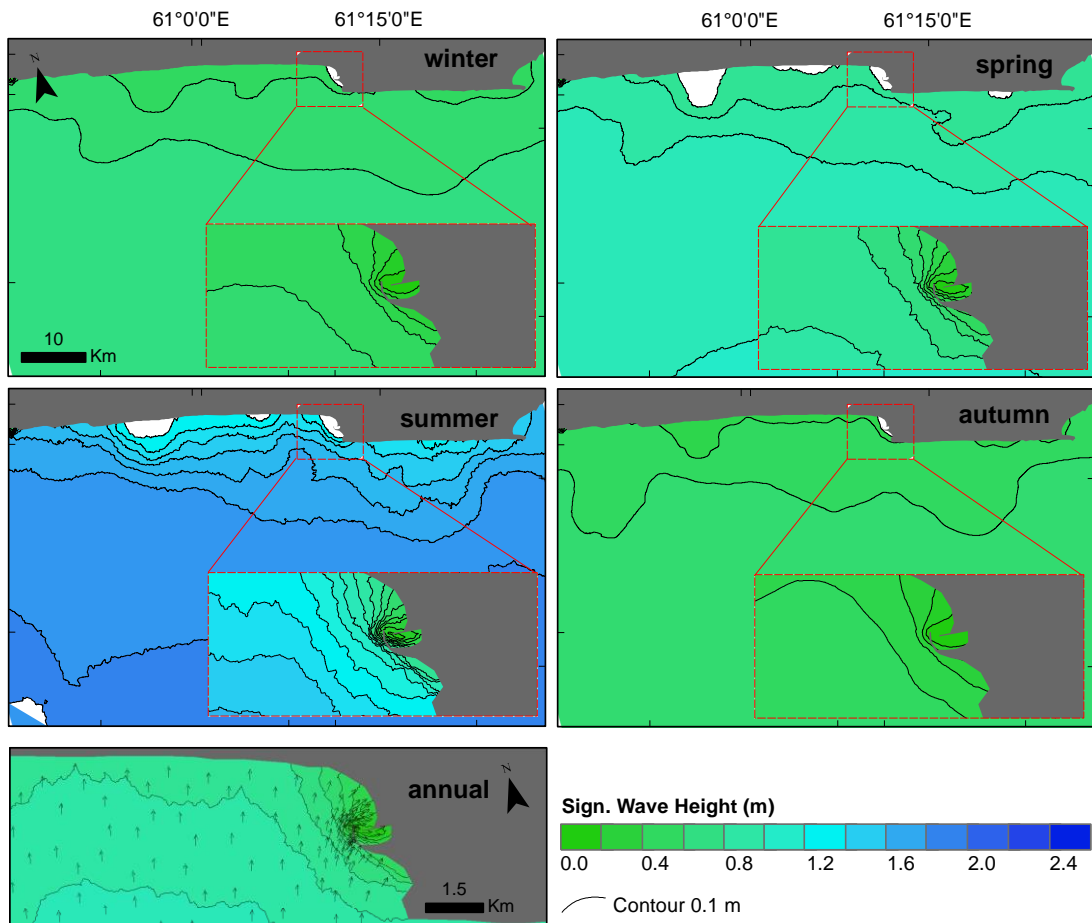 61°0'0"E 61°15'0"E 61°0'0"E 61°15'0"E
winter
spring
N
10
Km
summer
autumn
annual
N
1.5
Km
Sign. Wave Height (m)
0.0 0.4 0.8 1.2 1.6 2.0 2.4
Contour 0.1 m